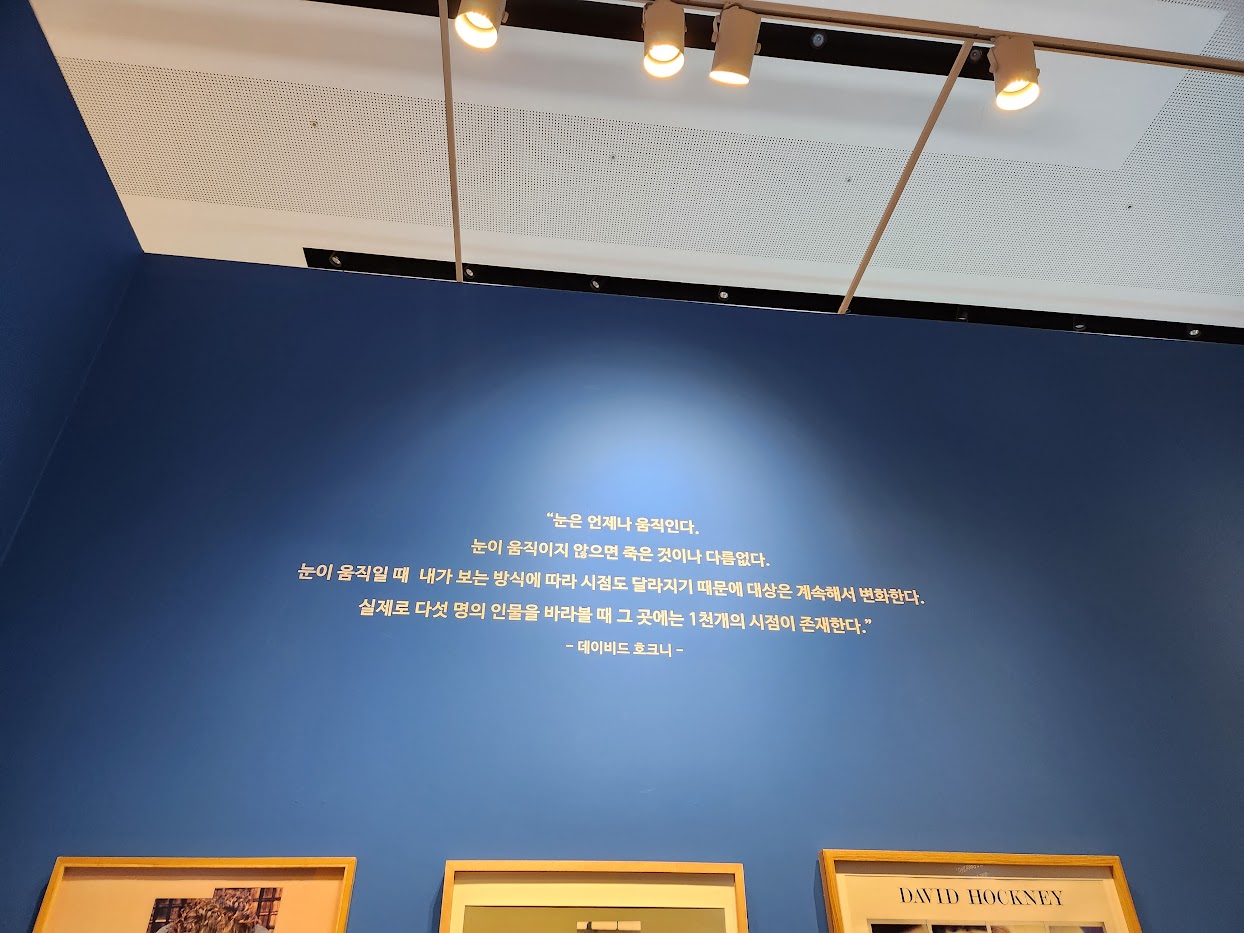 “눈은 언제나 움직인다.
눈이 움직이지 않으면 죽은 것이나 다름없다.
눈이 움직일 때 내가 보는 방식에 따라 시점도 달라지기 때문에 대상은 계속해서 변화한다.
실제로 다섯 명의 인물을 바라볼 때 그 곳에는 1천개의 시점이 존재한다.”
- 데이비드 호크니 -
DAVID HOCKNEY